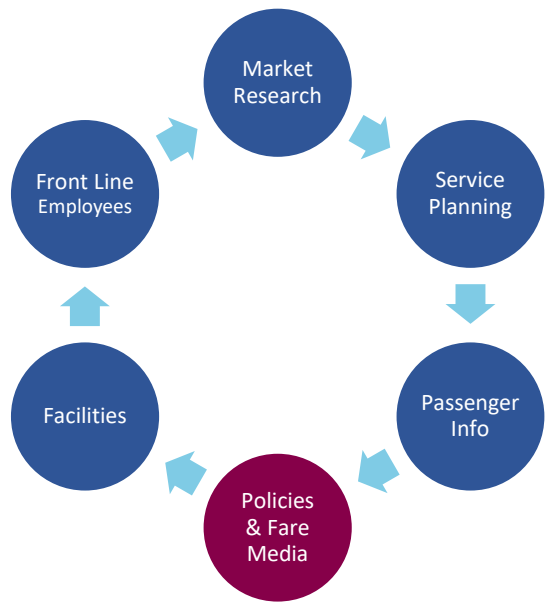 Market
Research
Service
Planning
Passenger
Info
Policies
& Fare
Media
Facilities
Front Line
Employees